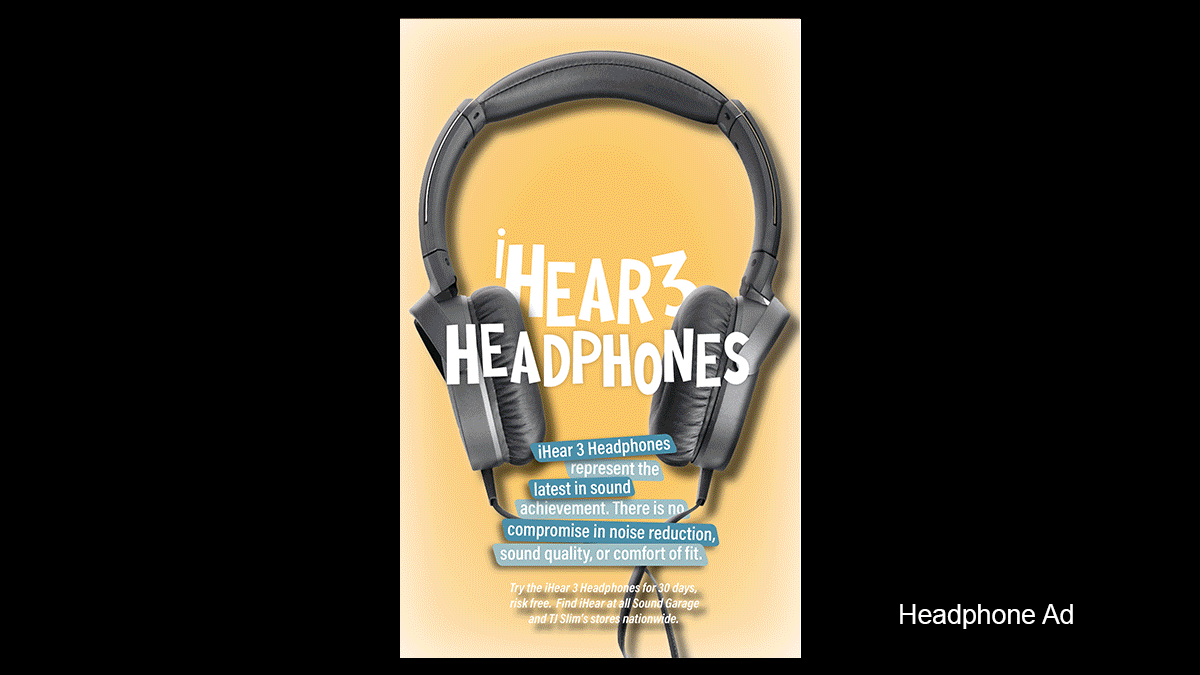 iHEAR 3
HEADPHONES
iHear 3 Headphones
represent the
latest in sound
achievement. There is no
compromise in noise reduction,
sound quality, or comfort of fit.
Try the iHear 3 Headphones for 30 days,
risk free. Find iHear at all Sound Garage
and TJ Slim's stores nationwide.
Headphone Ad